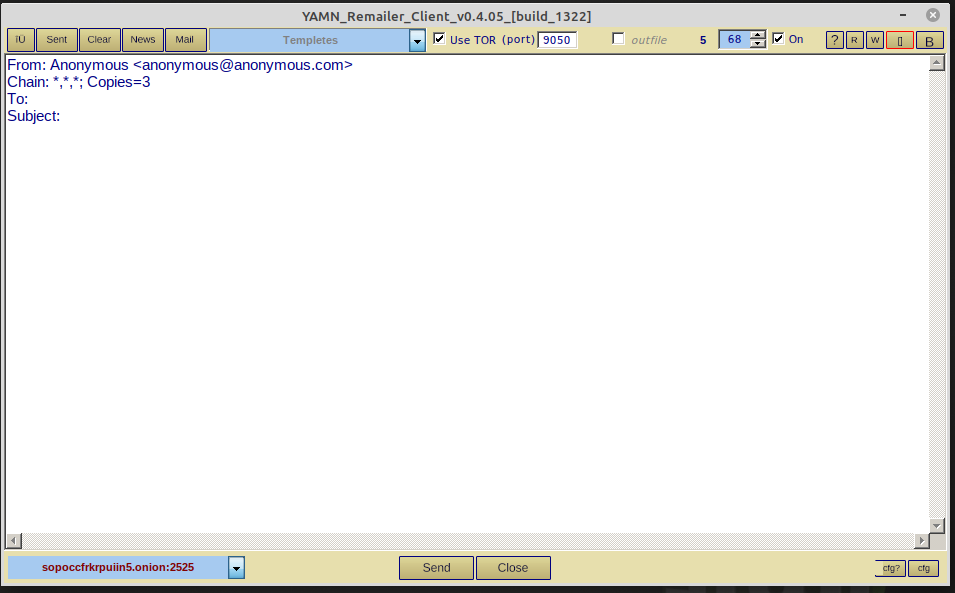 YAMN_Remailer_Client_v0.4.05_[build_1322]
ÏÜ Sent Clear News Mail Templetes Use TOR (port) 9050 outfile 5 68 On ? R W [] B
From: Anonymous <anonymous@anonymous.com>
Chain: *,*,*; Copies=3
To:
Subject:
sopoccfrkrpuiin5.onion:2525 Send Close cfg? cfg